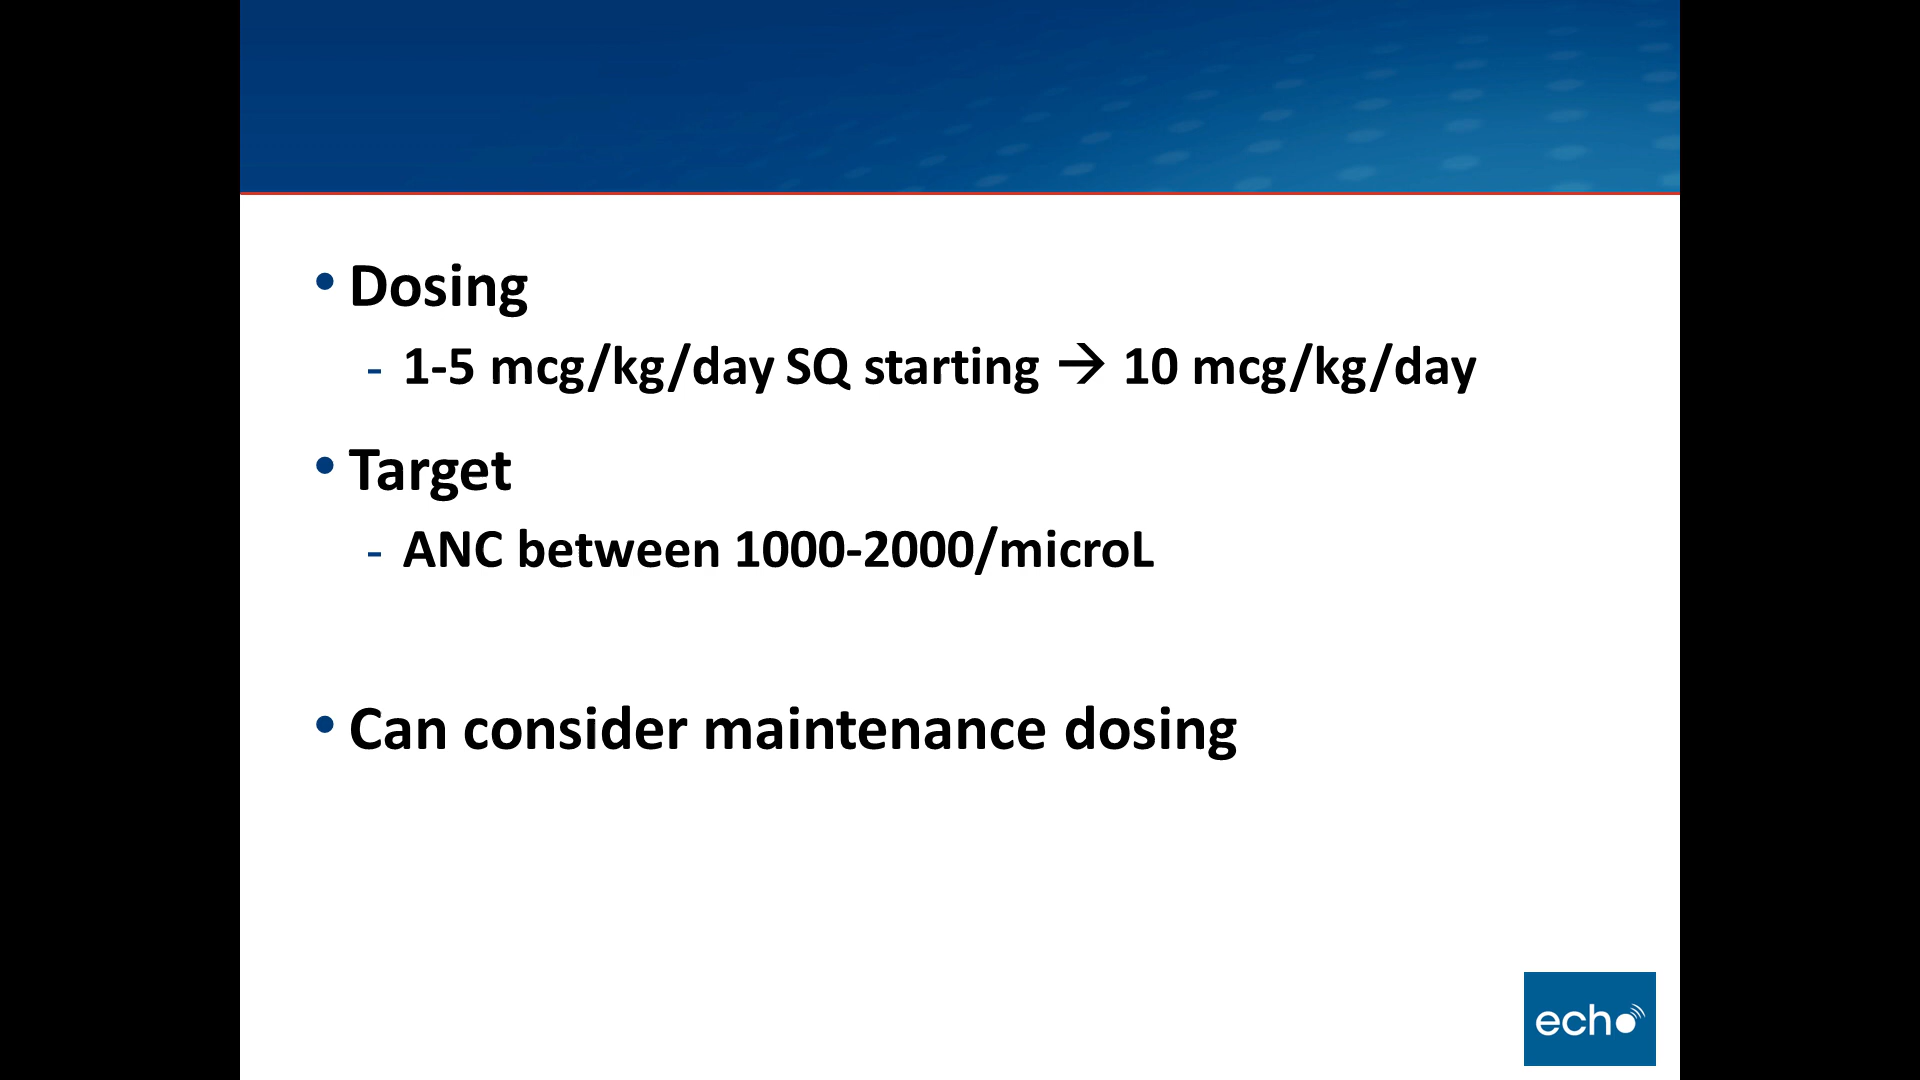 • Dosing
- 1-5 mcg/kg/day SQ starting → 10 mcg/kg/day
• Target
- ANC between 1000-2000/microL
• Can consider maintenance dosing
echo